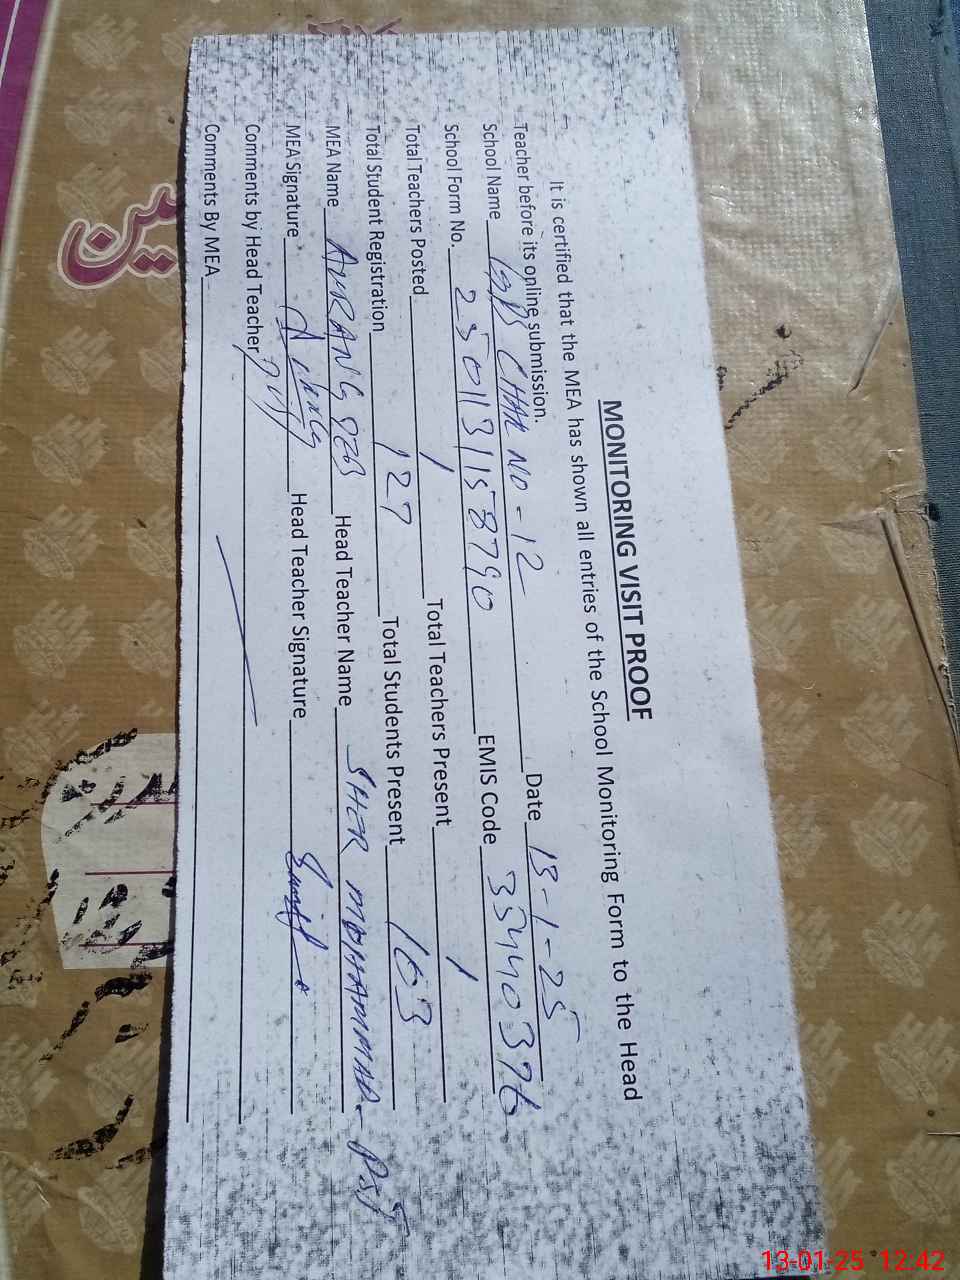 MONITORING VISIT PROOF
It is certified that the MEA has shown all entries of the School Monitoring Form to the Head
Teacher before its online submission.
School Name GPS CHAK NO - 12 Date 13-1-25
School Form No. 2501131158790 EMIS Code 35440376
Total Teachers Posted 1 Total Teachers Present 1
Total Student Registration 127 Total Students Present 103
MEA Name AURANG ZEB Head Teacher Name SHER MOHAMMAD - PST
MEA Signature Head Teacher Signature
Comments by Head Teacher
Comments By MEA
13-01-25 12:42